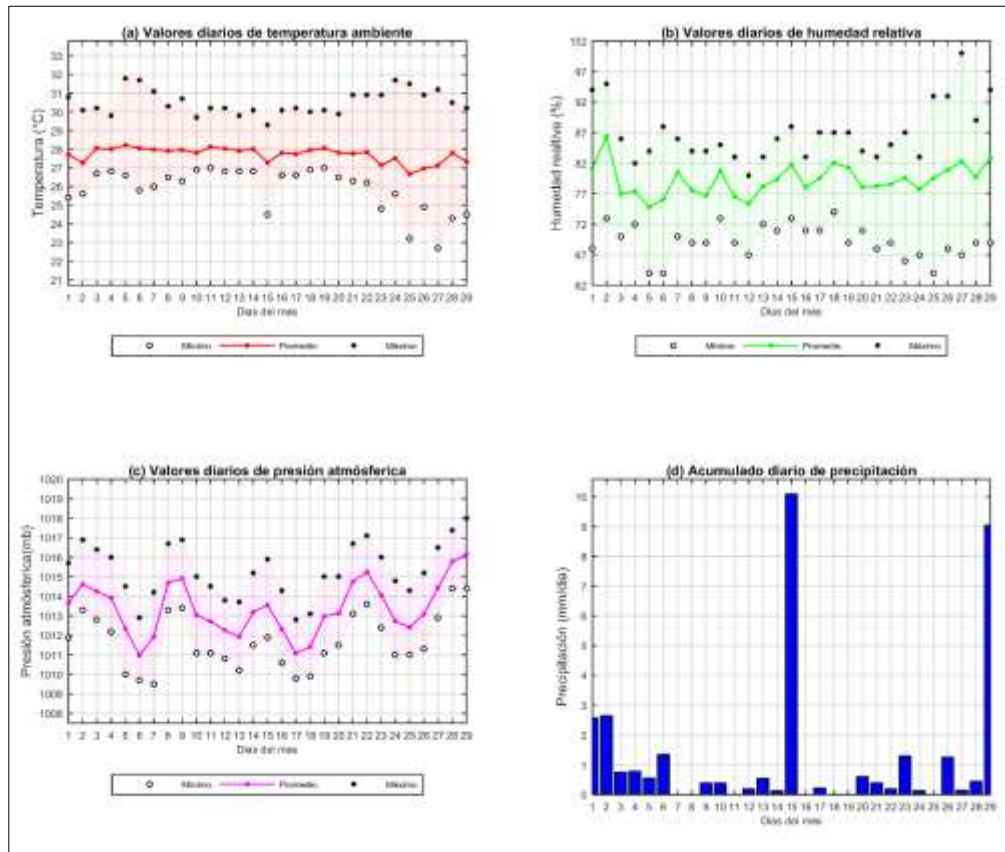 (a) Valores diarios de temperatura ambiente
Temperatura (°C)
33
32
31
30
29
28
27
26
25
24
23
22
21
1 2 3 4 5 6 7 8 9 10 11 12 13 14 15 16 17 18 19 20 21 22 23 24 25 26 27 28 29
Dias del mes
Mínimo Promedio Máximo
(b) Valores diarios de humedad relativa
Humedad realtiva (%)
102
97
92
87
82
77
72
67
62
1 2 3 4 5 6 7 8 9 10 11 12 13 14 15 16 17 18 19 20 21 22 23 24 25 26 27 28 29
Dias del mes
Mínimo Promedio Máximo
(c) Valores diarios de presión atmósferica
Presión atmósferica(mb)
1020
1019
1018
1017
1016
1015
1014
1013
1012
1011
1010
1009
1008
1 2 3 4 5 6 7 8 9 10 11 12 13 14 15 16 17 18 19 20 21 22 23 24 25 26 27 28 29
Dias del mes
Mínimo Promedio Máximo
(d) Acumulado diario de precipitación
Precipitación (mm/dia)
10
9
8
7
6
5
4
3
2
1
0
1 2 3 4 5 6 7 8 9 10 11 12 13 14 15 16 17 18 19 20 21 22 23 24 25 26 27 28 29
Dias del mes